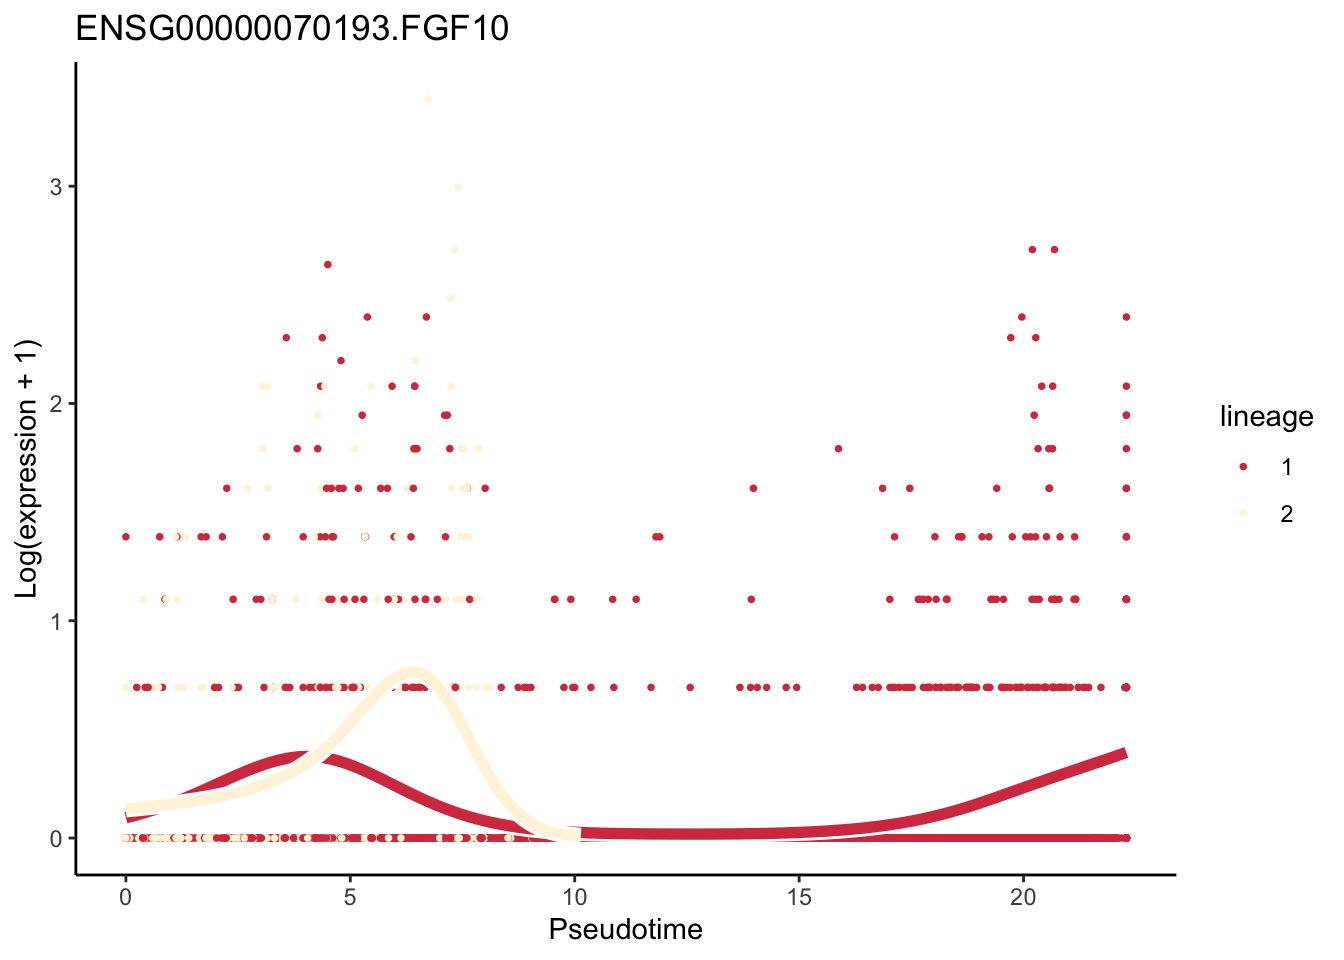 ENSG00000070193.FGF10
Log(expression + 1)
3
2
1
0
0 5 10 15 20
Pseudotime
lineage
1
2